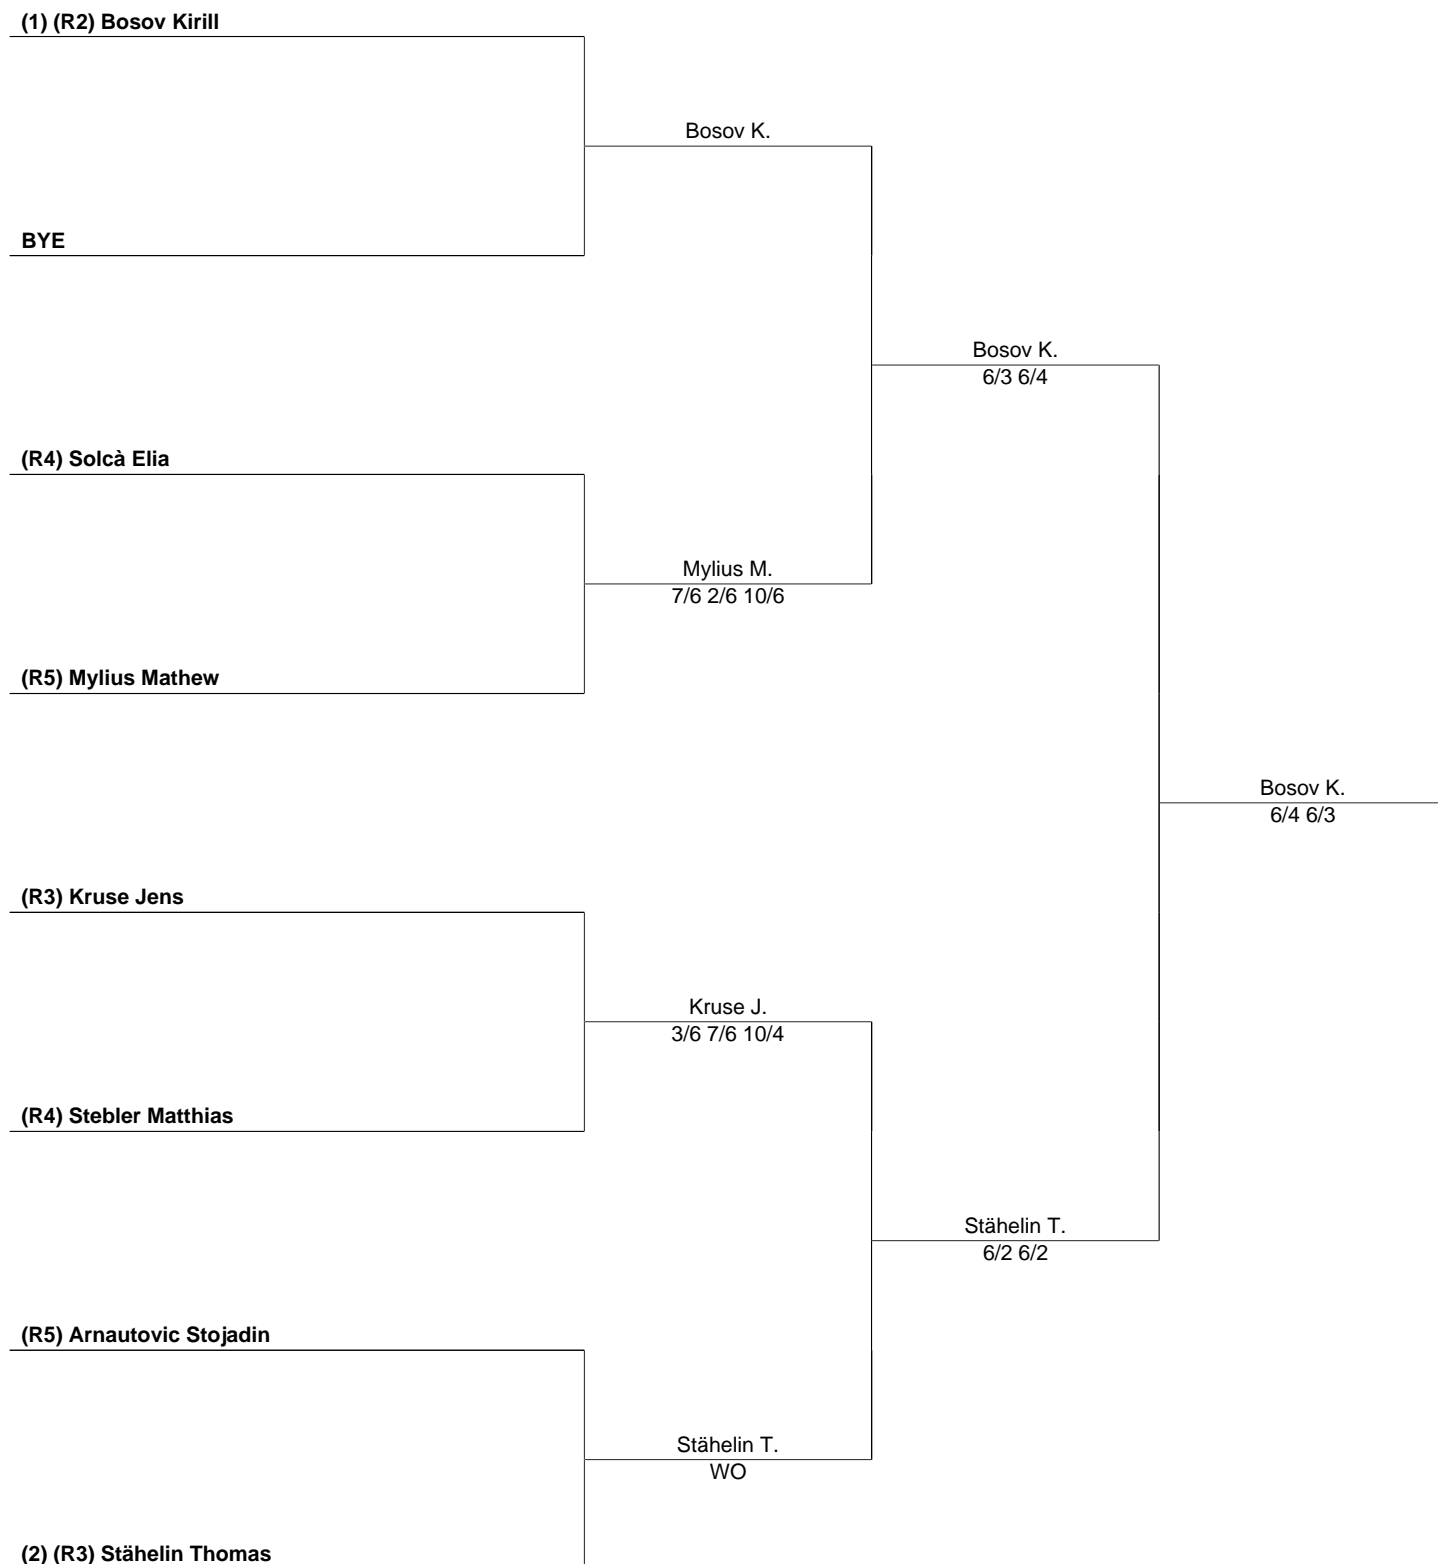 (1) (R2) Bosov Kirill
Bosov K.
BYE
Bosov K.
6/3 6/4
(R4) Solcà Elia
Mylius M.
7/6 2/6 10/6
(R5) Mylius Mathew
Bosov K.
6/4 6/3
(R3) Kruse Jens
Kruse J.
3/6 7/6 10/4
(R4) Stebler Matthias
Stähelin T.
6/2 6/2
(R5) Arnautovic Stojadin
Stähelin T.
WO
(2) (R3) Stähelin Thomas